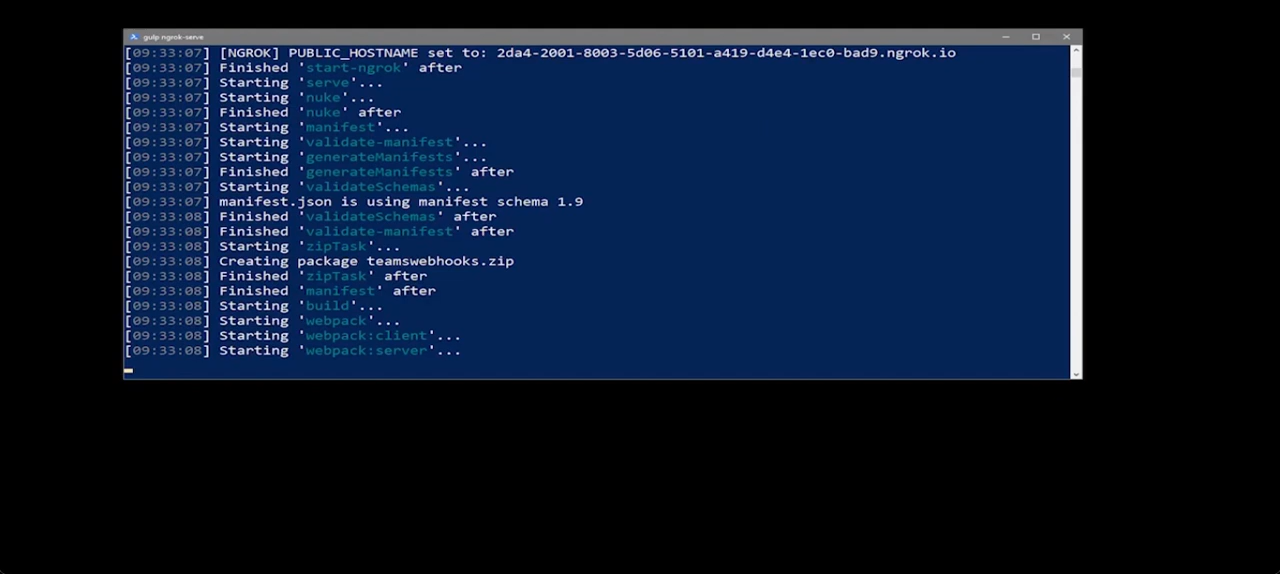 gulp ngrok-serve
[09:33:07] [NGROK] PUBLIC_HOSTNAME set to: 2da4-2001-8003-5d06-5101-a419-d4e4-1ec0-bad9.ngrok.io
[09:33:07] Finished 'start-ngrok' after
[09:33:07] Starting 'serve'...
[09:33:07] Starting 'nuke'...
[09:33:07] Finished 'nuke' after
[09:33:07] Starting 'manifest'...
[09:33:07] Starting 'validate-manifest'...
[09:33:07] Starting 'generateManifests'...
[09:33:07] Finished 'generateManifests' after
[09:33:07] Starting 'validateSchemas'...
[09:33:07] manifest.json is using manifest schema 1.9
[09:33:08] Finished 'validateSchemas' after
[09:33:08] Finished 'validate-manifest' after
[09:33:08] Starting 'zipTask'...
[09:33:08] Creating package teamswebhooks.zip
[09:33:08] Finished 'zipTask' after
[09:33:08] Finished 'manifest' after
[09:33:08] Starting 'build'...
[09:33:08] Starting 'webpack'...
[09:33:08] Starting 'webpack:client'...
[09:33:08] Starting 'webpack:server'...